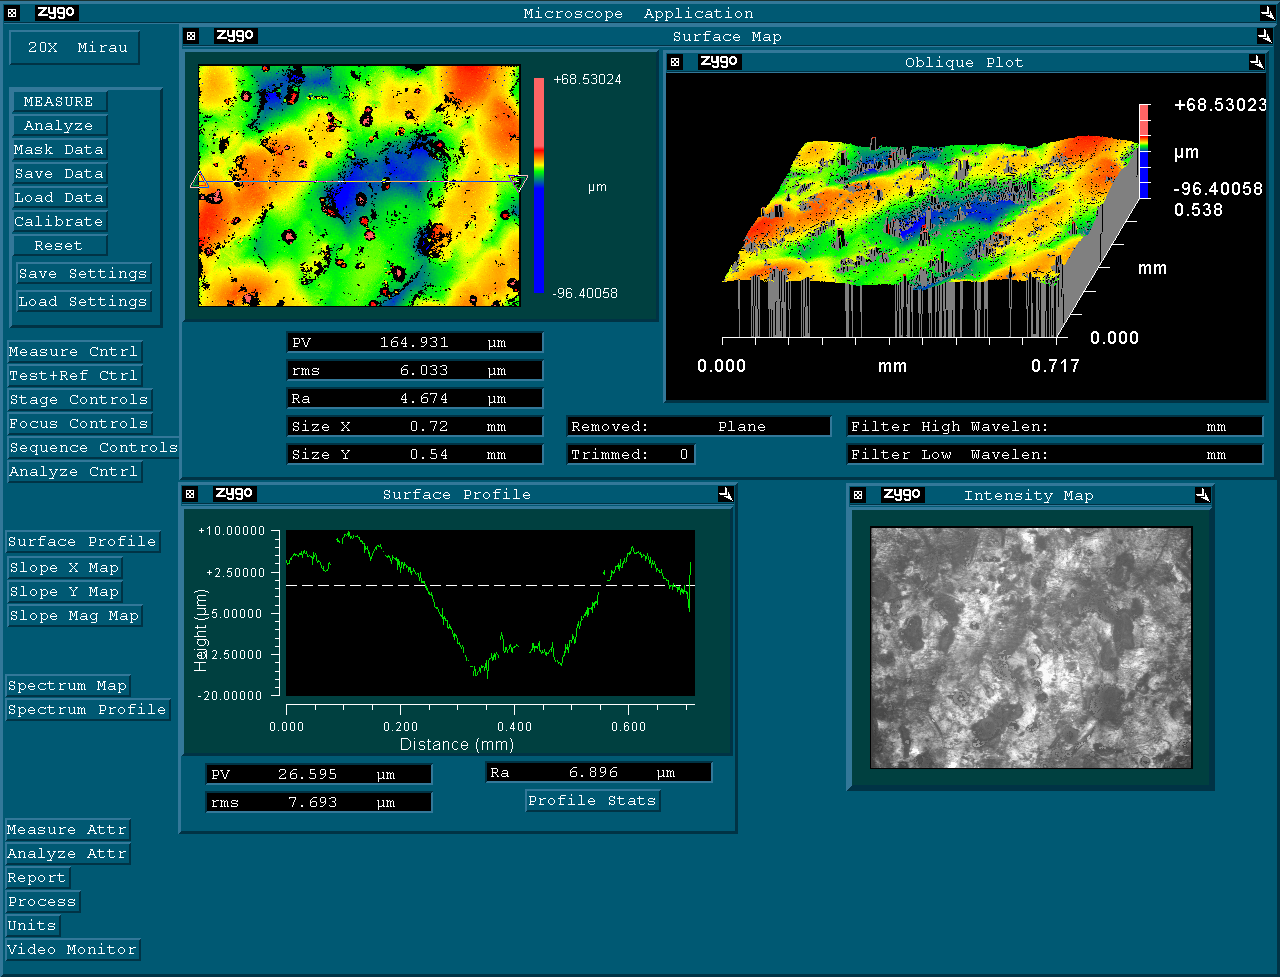 zygo Microscope Application
20X Mirau
MEASURE
Analyze
Mask Data
Save Data
Load Data
Calibrate
Reset
Save Settings
Load Settings
Measure Cntrl
Test+Ref Ctrl
Stage Controls
Focus Controls
Sequence Controls
Analyze Cntrl
Surface Profile
Slope X Map
Slope Y Map
Slope Mag Map
Spectrum Map
Spectrum Profile
Measure Attr
Analyze Attr
Report
Process
Units
Video Monitor
zygo Surface Map
+68.53024
µm
-96.40058
PV 164.931 µm
rms 6.033 µm
Ra 4.674 µm
Size X 0.72 mm
Size Y 0.54 mm
Removed: Plane
Trimmed: 0
Filter High Wavelen: mm
Filter Low Wavelen: mm
zygo Oblique Plot
+68.53023
µm
-96.40058
0.538
mm
0.000
0.000 mm 0.717
zygo Surface Profile
+10.00000
+2.50000
-5.00000
-12.50000
-20.00000
Height (µm)
0.000 0.200 0.400 0.600
Distance (mm)
PV 26.595 µm
rms 7.693 µm
Ra 6.896 µm
Profile Stats
zygo Intensity Map